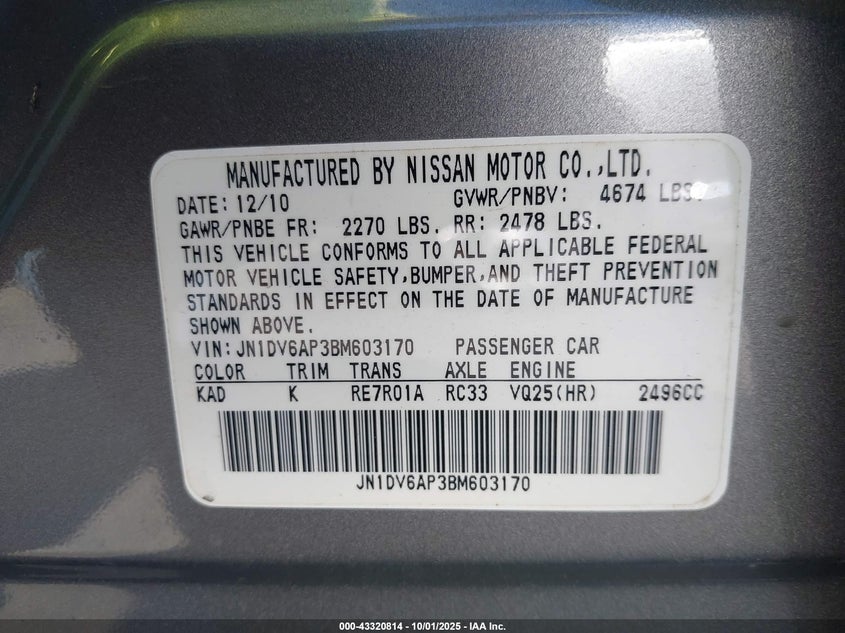 MANUFACTURED BY NISSAN MOTOR CO.,LTD.
DATE: 12/10 GVWR/PNBV: 4674 LBS.
GAWR/PNBE FR: 2270 LBS. RR: 2478 LBS.
THIS VEHICLE CONFORMS TO ALL APPLICABLE FEDERAL
MOTOR VEHICLE SAFETY,BUMPER,AND THEFT PREVENTION
STANDARDS IN EFFECT ON THE DATE OF MANUFACTURE
SHOWN ABOVE.
VIN:JN1DV6AP3BM603170 PASSENGER CAR
COLOR TRIM TRANS AXLE ENGINE
KAD K RE7R01A RC33 VQ25(HR) 2496CC
JN1DV6AP3BM603170
000-43320814 - 10/01/2025 - IAA Inc.